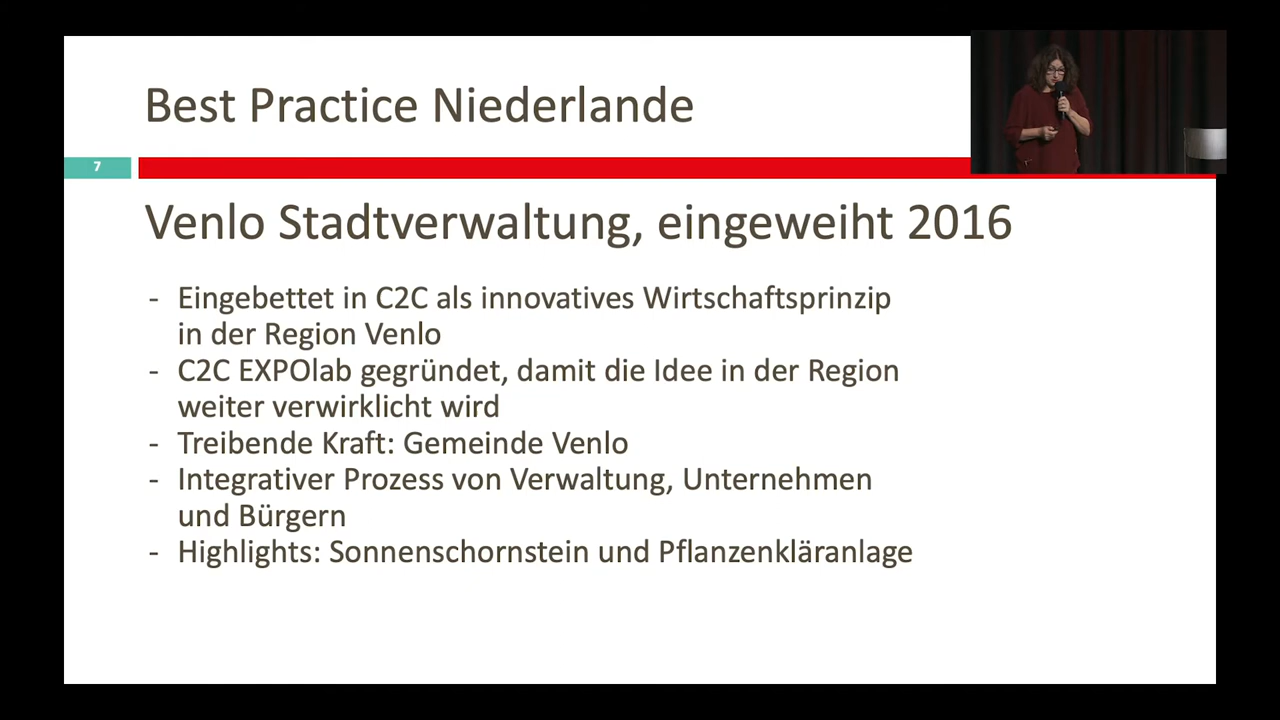 Best Practice Niederlande
7
Venlo Stadtverwaltung, eingeweiht 2016
- Eingebettet in C2C als innovatives Wirtschaftsprinzip
in der Region Venlo
- C2C EXPOlab gegründet, damit die Idee in der Region
weiter verwirklicht wird
- Treibende Kraft: Gemeinde Venlo
- Integrativer Prozess von Verwaltung, Unternehmen
und Bürgern
- Highlights: Sonnenschornstein und Pflanzenkläranlage